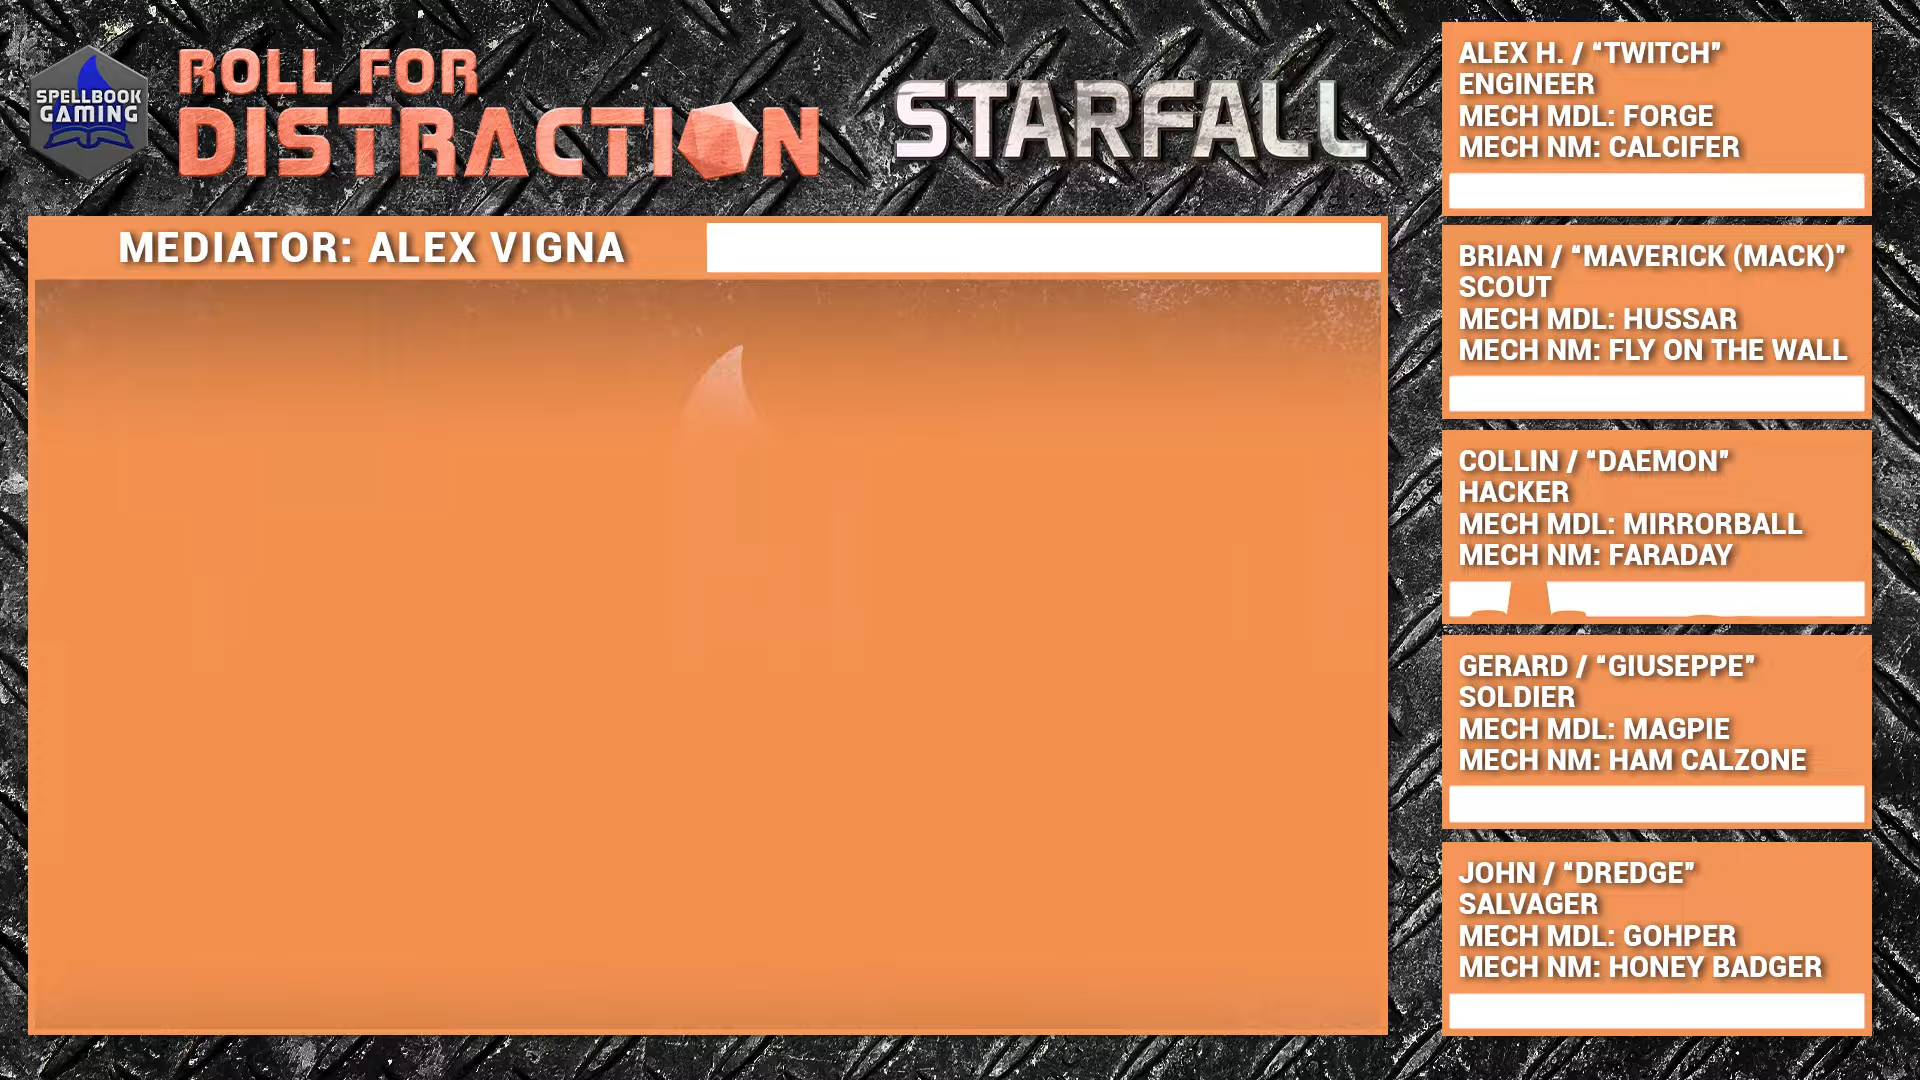 SPELLBOOK
GAMING
ROLL FOR
DISTRACTION
STARFALL
MEDIATOR: ALEX VIGNA
ALEX H. / “TWITCH”
ENGINEER
MECH MDL: FORGE
MECH NM: CALCIFER
BRIAN / “MAVERICK (MACK)”
SCOUT
MECH MDL: HUSSAR
MECH NM: FLY ON THE WALL
COLLIN / “DAEMON”
HACKER
MECH MDL: MIRRORBALL
MECH NM: FARADAY
GERARD / “GIUSEPPE”
SOLDIER
MECH MDL: MAGPIE
MECH NM: HAM CALZONE
JOHN / “DREDGE”
SALVAGER
MECH MDL: GOHPER
MECH NM: HONEY BADGER